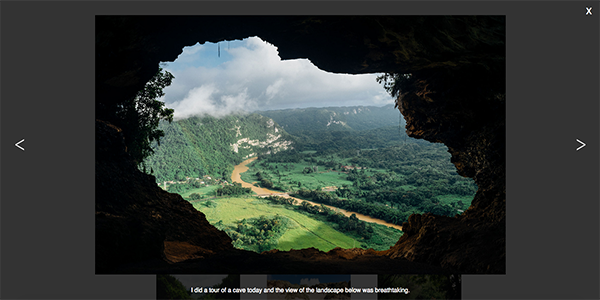 X
<
>
I did a tour of a cave today and the view of the landscape below was breathtaking.